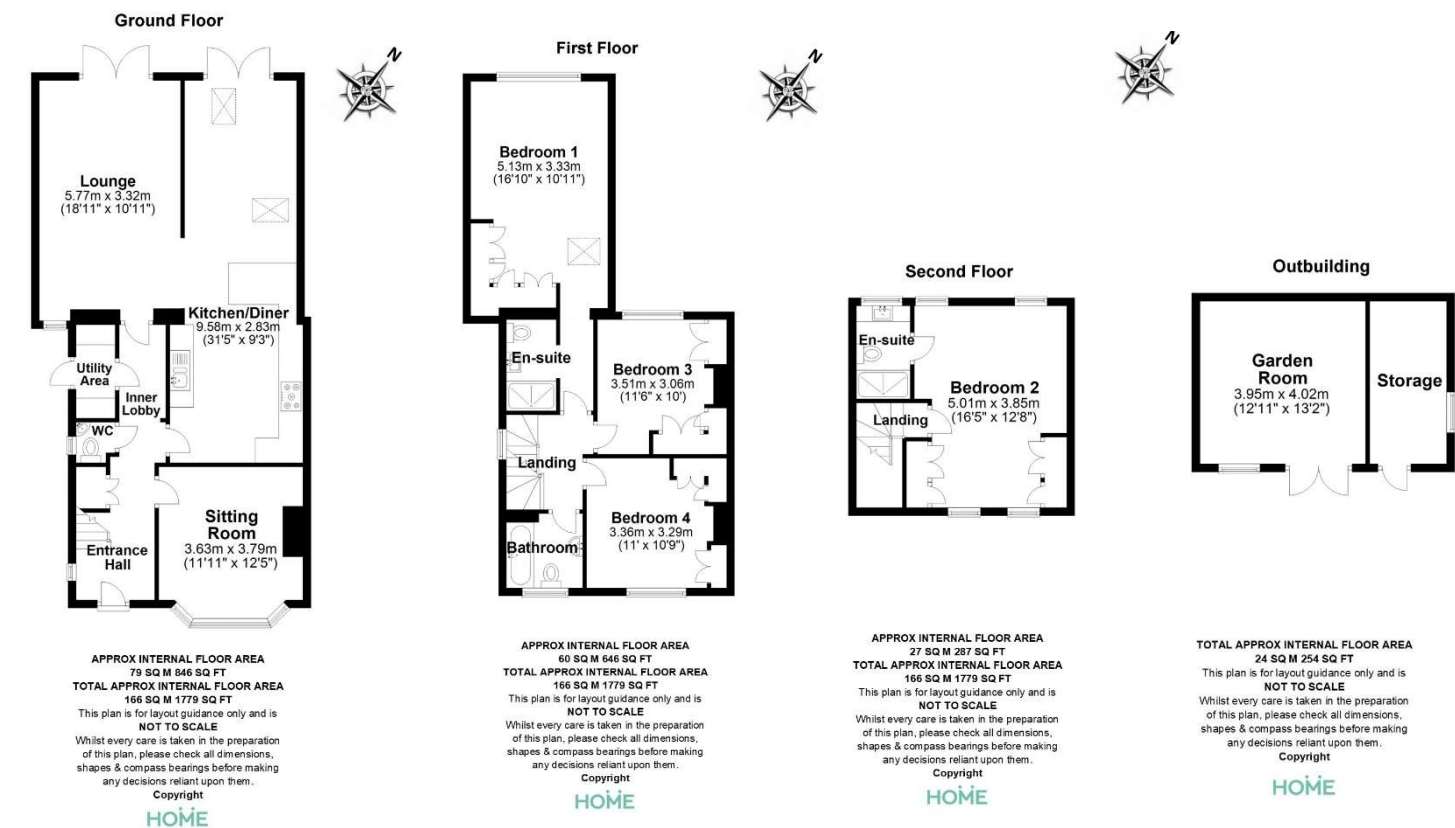 Ground Floor
N
Lounge
5.77m x 3.32m
(18'11" x 10'11")
Kitchen/Diner
9.58m x 2.83m
(31'5" x 9'3")
Utility
Area
Inner
Lobby
WC
Sitting
Room
3.63m x 3.79m
(11'11" x 12'5")
Entrance
Hall
APPROX INTERNAL FLOOR AREA
79 SQ M 846 SQ FT
TOTAL APPROX INTERNAL FLOOR AREA
166 SQ M 1779 SQ FT
This plan is for layout guidance only and is
NOT TO SCALE
Whilst every care is taken in the preparation
of this plan, please check all dimensions,
shapes & compass bearings before making
any decisions reliant upon them.
Copyright
HOME
First Floor
N
Bedroom 1
5.13m x 3.33m
(16'10" x 10'11")
En-suite
Bedroom 3
3.51m x 3.06m
(11'6" x 10')
Landing
Bedroom 4
3.36m x 3.29m
(11' x 10'9")
Bathroom
APPROX INTERNAL FLOOR AREA
60 SQ M 646 SQ FT
TOTAL APPROX INTERNAL FLOOR AREA
166 SQ M 1779 SQ FT
This plan is for layout guidance only and is
NOT TO SCALE
Whilst every care is taken in the preparation
of this plan, please check all dimensions,
shapes & compass bearings before making
any decisions reliant upon them.
Copyright
HOME
Second Floor
En-suite
Bedroom 2
5.01m x 3.85m
(16'5" x 12'8")
Landing
APPROX INTERNAL FLOOR AREA
27 SQ M 287 SQ FT
TOTAL APPROX INTERNAL FLOOR AREA
166 SQ M 1779 SQ FT
This plan is for layout guidance only and is
NOT TO SCALE
Whilst every care is taken in the preparation
of this plan, please check all dimensions,
shapes & compass bearings before making
any decisions reliant upon them.
Copyright
HOME
N
Outbuilding
Garden
Room
3.95m x 4.02m
(12'11" x 13'2")
Storage
TOTAL APPROX INTERNAL FLOOR AREA
24 SQ M 254 SQ FT
This plan is for layout guidance only and is
NOT TO SCALE
Whilst every care is taken in the preparation
of this plan, please check all dimensions,
shapes & compass bearings before making
any decisions reliant upon them.
Copyright
HOME